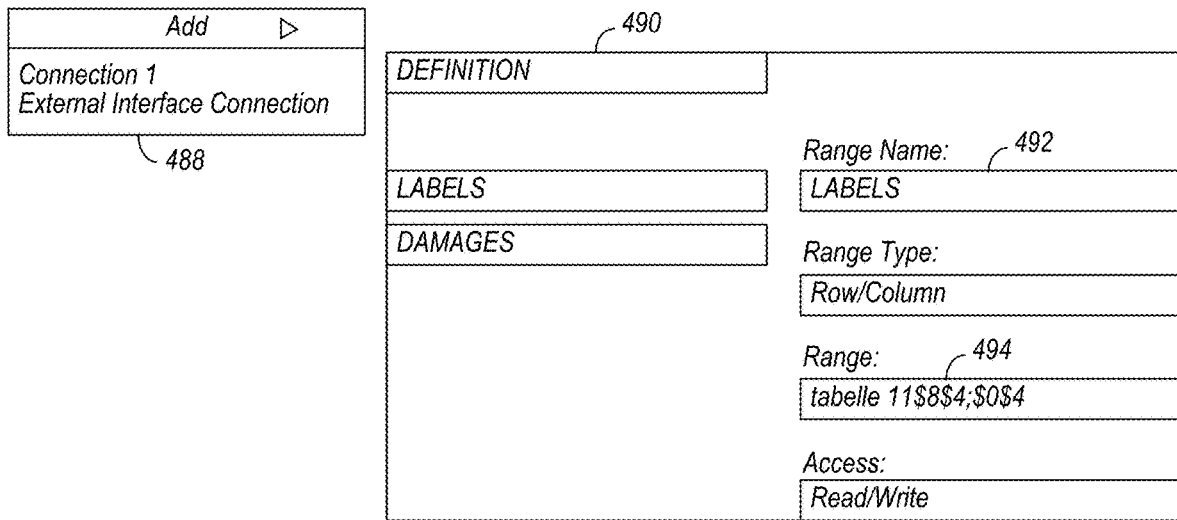 Add
Connection 1
External Interface Connection
488
490
DEFINITION
LABELS
DAMAGES
Range Name:
492
LABELS
Range Type:
Row/Column
Range:
494
tabelle 11$8$4;$0$4
Access:
Read/Write